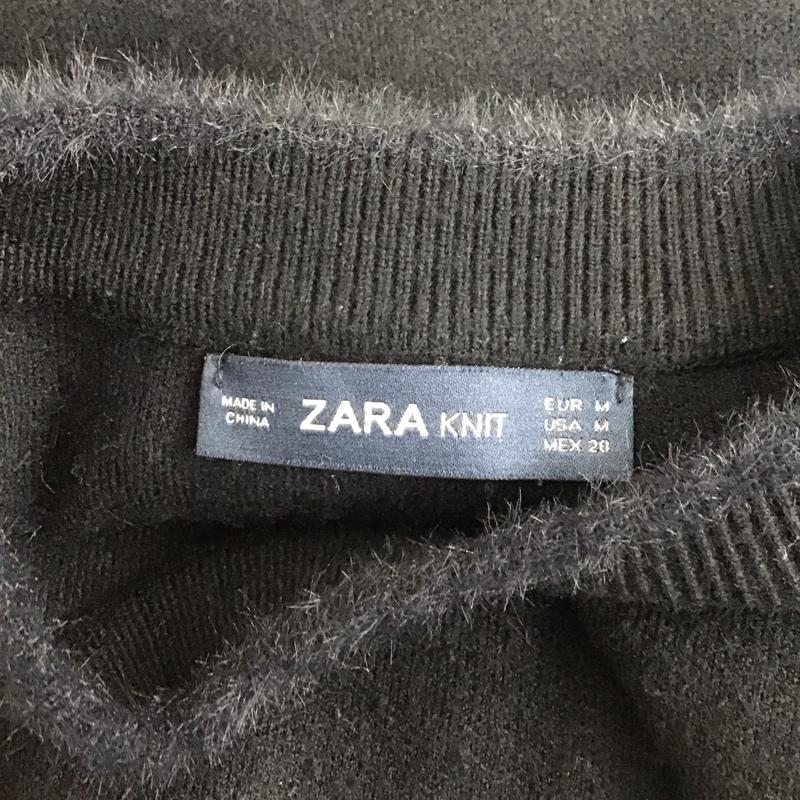 MADE IN
CHINA
ZARA KNIT
EUR M
USA M
MEX 28